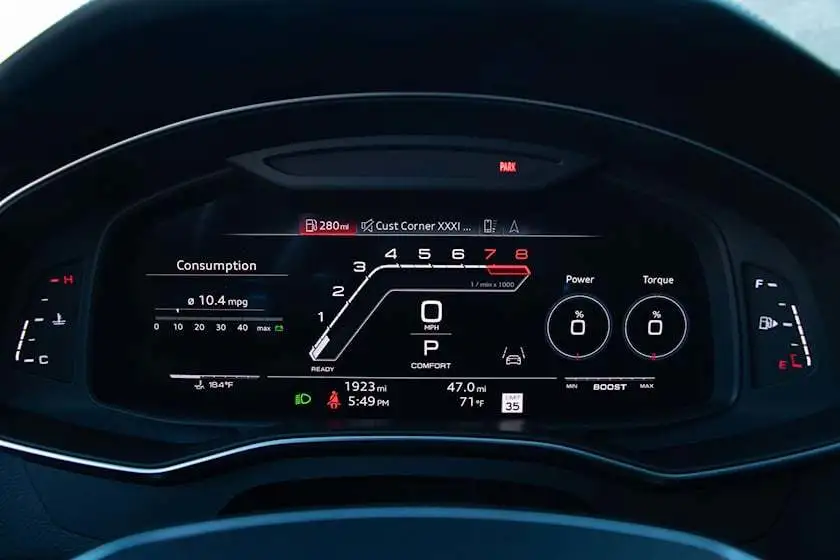 PARK
280mi Cust Corner XXXI ...
Consumption
ø 10.4 mpg
0 10 20 30 40 max
184°F
1 2 3 4 5 6 7 8
1 / min x 1000
READY
0
MPH
P
COMFORT
Power
%
0
Torque
%
0
MIN BOOST MAX
1923 mi 47.0 mi
5:49 PM 71 °F
LIMIT
35
H
C
F
E